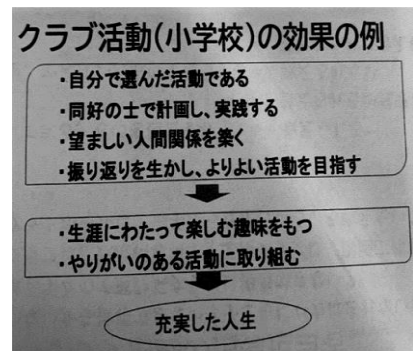 クラブ活動(小学校)の効果の例
・自分で選んだ活動である
・同好の士で計画し、実践する
・望ましい人間関係を築く
・振り返りを生かし、よりよい活動を目指す
・生涯にわたって楽しむ趣味をもつ
・やりがいのある活動に取り組む
充実した人生